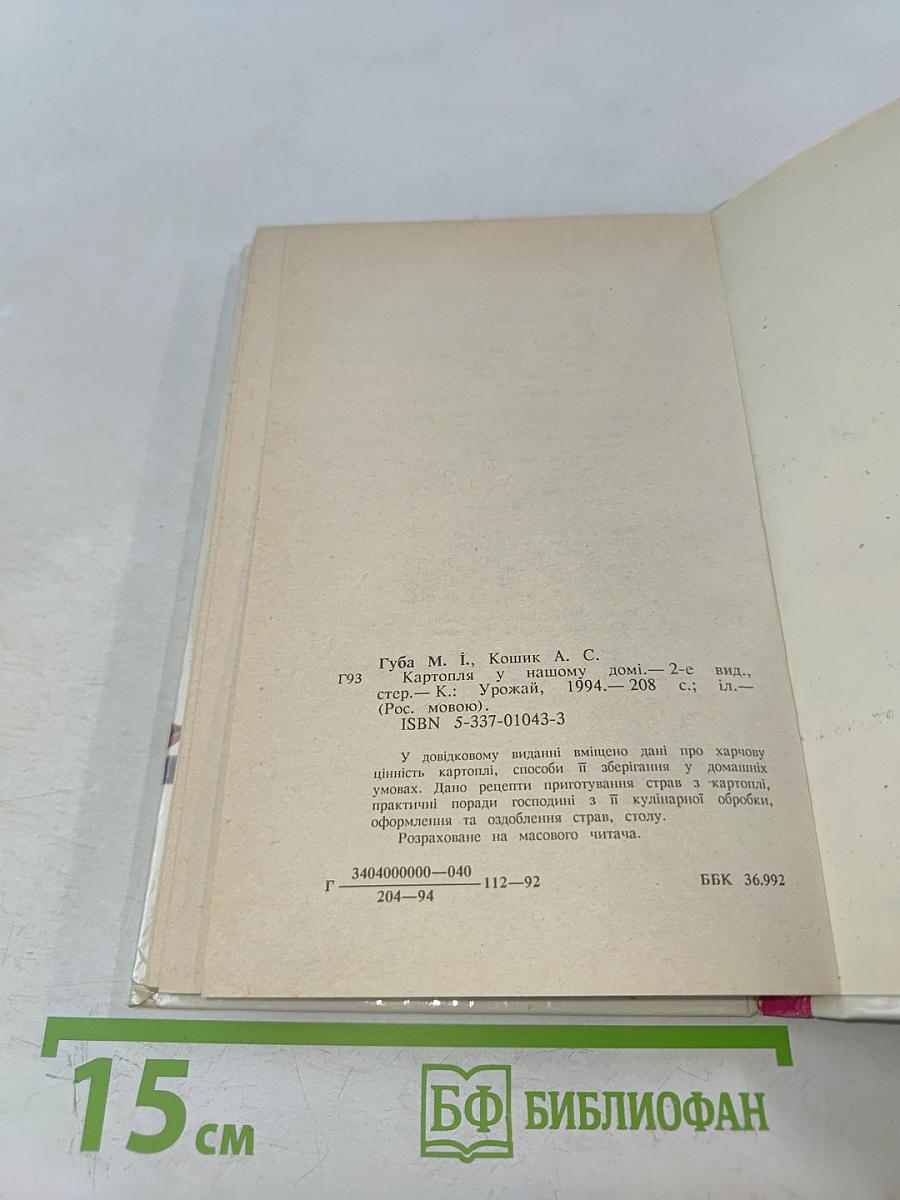 Губа М. І., Кошик А. С.
Г93 Картопля у нашому домі.— 2-е вид.,
стер.— К.: Урожай, 1994.— 208 с.; іл.—
(Рос. мовою).
ISBN 5-337-01043-3
У довідковому виданні вміщено дані про харчову
цінність картоплі, способи її зберігання у домашніх
умовах. Дано рецепти приготування страв з картоплі,
практичні поради господині з її кулінарної обробки,
оформлення та оздоблення страв, столу.
Розраховане на масового читача.
3404000000—040
Г 112—92 ББК 36.992
204—94
15 см БФ БИБЛИОФАН